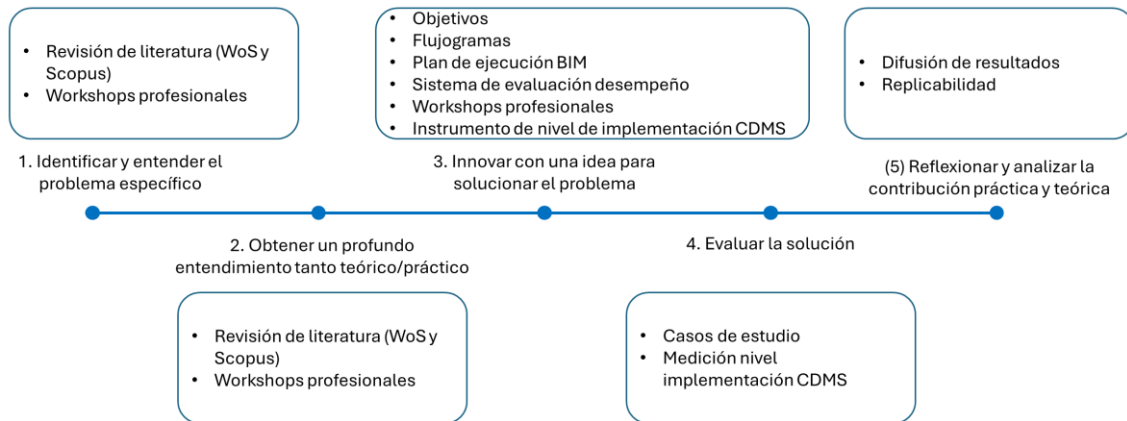 • Revisión de literatura (WoS y
Scopus)
• Workshops profesionales
1. Identificar y entender el
problema específico
• Objetivos
• Flujogramas
• Plan de ejecución BIM
• Sistema de evaluación desempeño
• Workshops profesionales
• Instrumento de nivel de implementación CDMS
3. Innovar con una idea para
solucionar el problema
• Difusión de resultados
• Replicabilidad
(5) Reflexionar y analizar la
contribución práctica y teórica
2. Obtener un profundo
entendimiento tanto teórico/práctico
• Revisión de literatura (WoS y
Scopus)
• Workshops profesionales
4. Evaluar la solución
• Casos de estudio
• Medición nivel
implementación CDMS